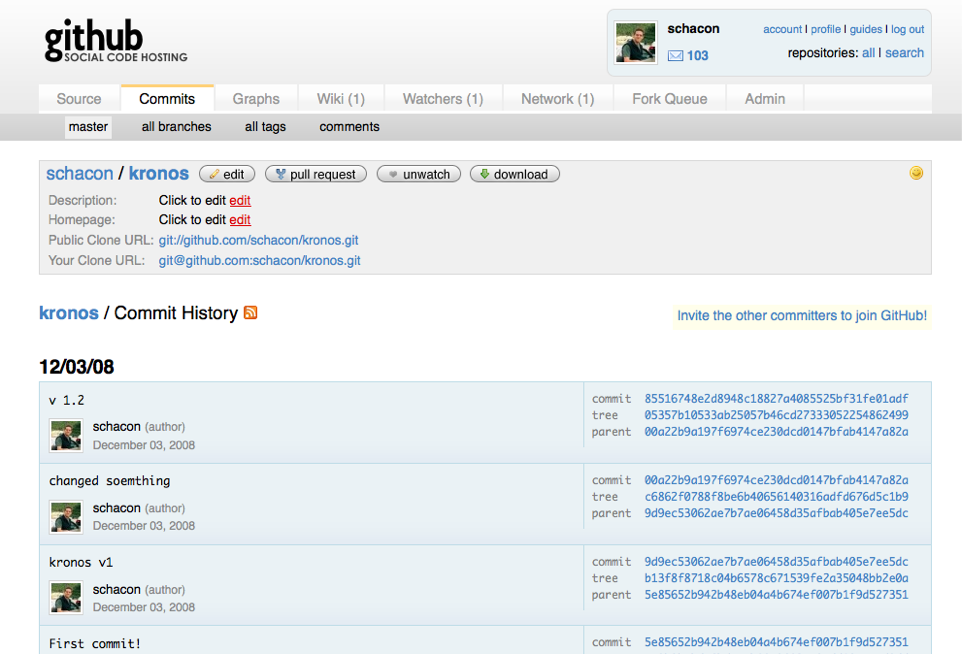 github
SOCIAL CODE HOSTING
schacon
account | profile | guides | log out
103
repositories: all | search
Source Commits Graphs Wiki (1) Watchers (1) Network (1) Fork Queue Admin
master all branches all tags comments
schacon / kronos edit pull request unwatch download
Description: Click to edit edit
Homepage: Click to edit edit
Public Clone URL: git://github.com/schacon/kronos.git
Your Clone URL: git@github.com:schacon/kronos.git
kronos / Commit History
Invite the other committers to join GitHub!
12/03/08
v 1.2
schacon (author)
December 03, 2008
commit 85516748e2d8948c18827a4085525bf31fe01adf
tree 05357b10533ab25057b46cd27333052254862499
parent 00a22b9a197f6974ce230dcd0147bfab4147a82a
changed soemthing
schacon (author)
December 03, 2008
commit 00a22b9a197f6974ce230dcd0147bfab4147a82a
tree c6862f0788f8be6b40656140316adfd676d5c1b9
parent 9d9ec53062ae7b7ae06458d35afbab405e7ee5dc
kronos v1
schacon (author)
December 03, 2008
commit 9d9ec53062ae7b7ae06458d35afbab405e7ee5dc
tree b13f8f8718c04b6578c671539fe2a35048bb2e0a
parent 5e85652b942b48eb04a4b674ef007b1f9d527351
First commit!
commit 5e85652b942b48eb04a4b674ef007b1f9d527351